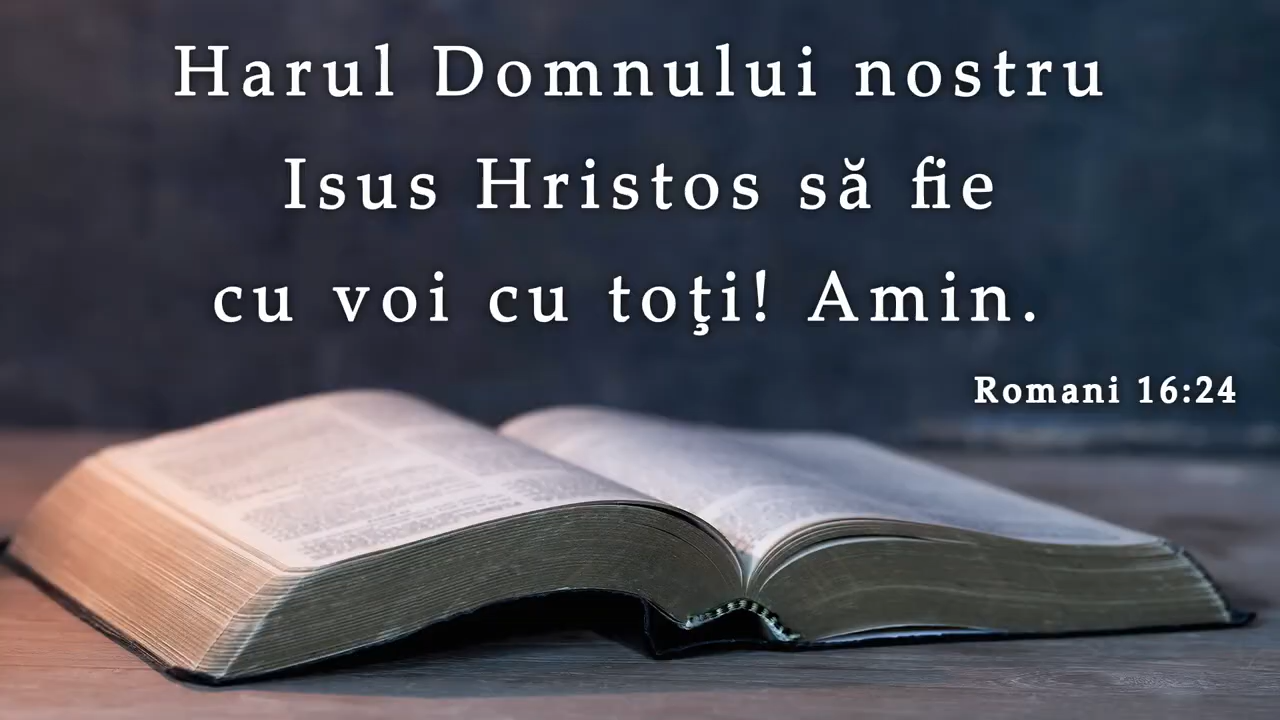 Harul Domnului nostru
Isus Hristos să fie
cu voi cu toţi! Amin.
Romani 16:24